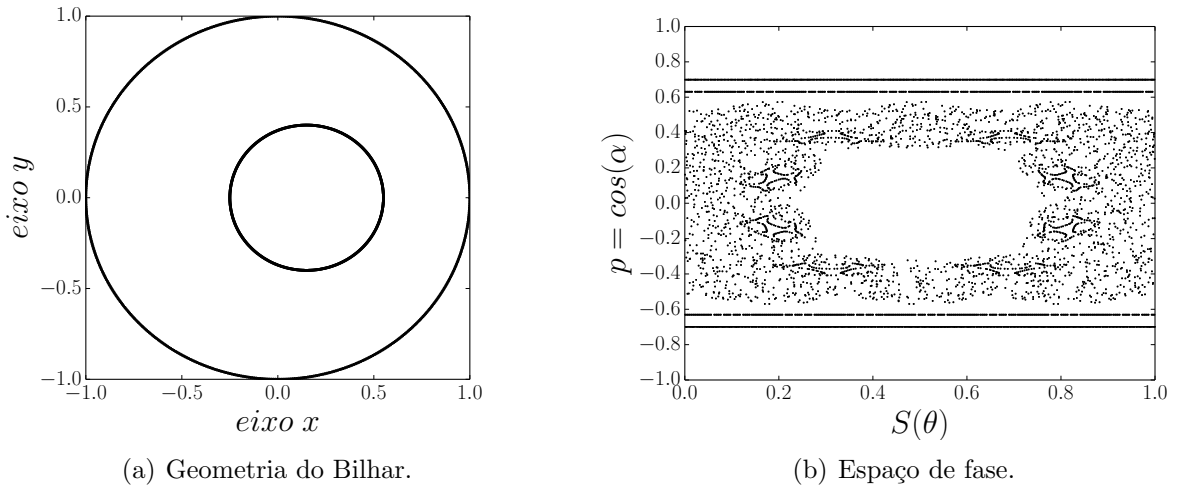 1.0
0.5
0.0
−0.5
−1.0
eixo y
−1.0 −0.5 0.0 0.5 1.0
eixo x
(a) Geometria do Bilhar.
1.0
0.8
0.6
0.4
0.2
0.0
−0.2
−0.4
−0.6
−0.8
−1.0
p = cos(α)
0.0 0.2 0.4 0.6 0.8 1.0
S(θ)
(b) Espaço de fase.